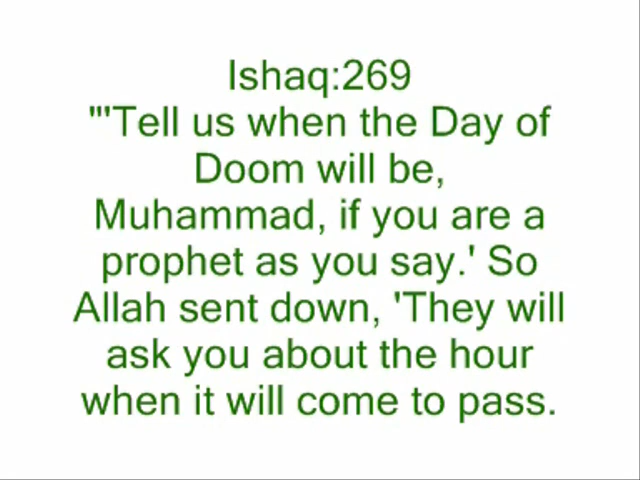 Ishaq:269
"'Tell us when the Day of
Doom will be,
Muhammad, if you are a
prophet as you say.' So
Allah sent down, 'They will
ask you about the hour
when it will come to pass.